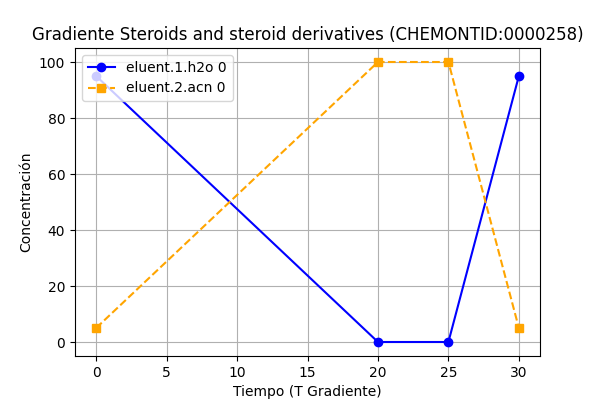 Gradiente Steroids and steroid derivatives (CHEMONTID:0000258)
eluent.1.h2o 0
eluent.2.acn 0
100
80
60
40
20
0
Concentración
0 5 10 15 20 25 30
Tiempo (T Gradiente)